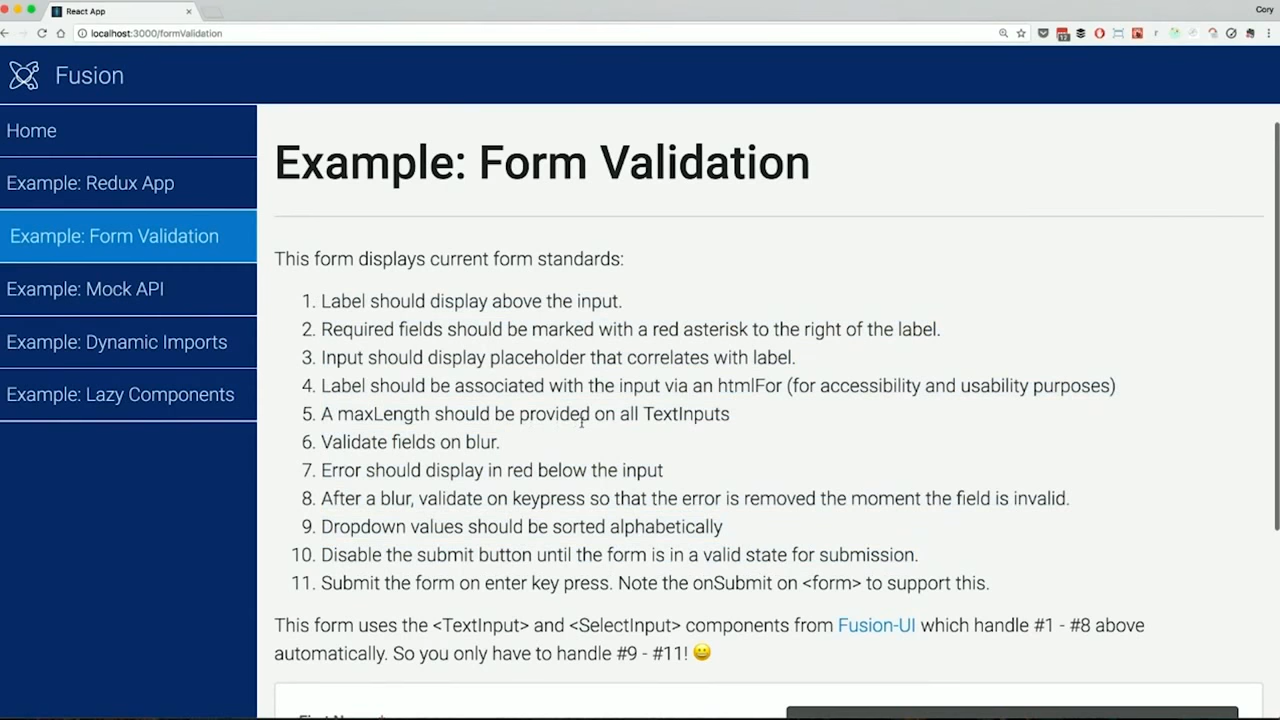 React App
Cory
localhost:3000/formValidation
Fusion
Home
Example: Redux App
Example: Form Validation
Example: Mock API
Example: Dynamic Imports
Example: Lazy Components
Example: Form Validation
This form displays current form standards:
1. Label should display above the input.
2. Required fields should be marked with a red asterisk to the right of the label.
3. Input should display placeholder that correlates with label.
4. Label should be associated with the input via an htmlFor (for accessibility and usability purposes)
5. A maxLength should be provided on all TextInputs
6. Validate fields on blur.
7. Error should display in red below the input
8. After a blur, validate on keypress so that the error is removed the moment the field is invalid.
9. Dropdown values should be sorted alphabetically
10. Disable the submit button until the form is in a valid state for submission.
11. Submit the form on enter key press. Note the onSubmit on <form> to support this.
This form uses the <TextInput> and <SelectInput> components from Fusion-UI which handle #1 - #8 above
automatically. So you only have to handle #9 - #11! 😀